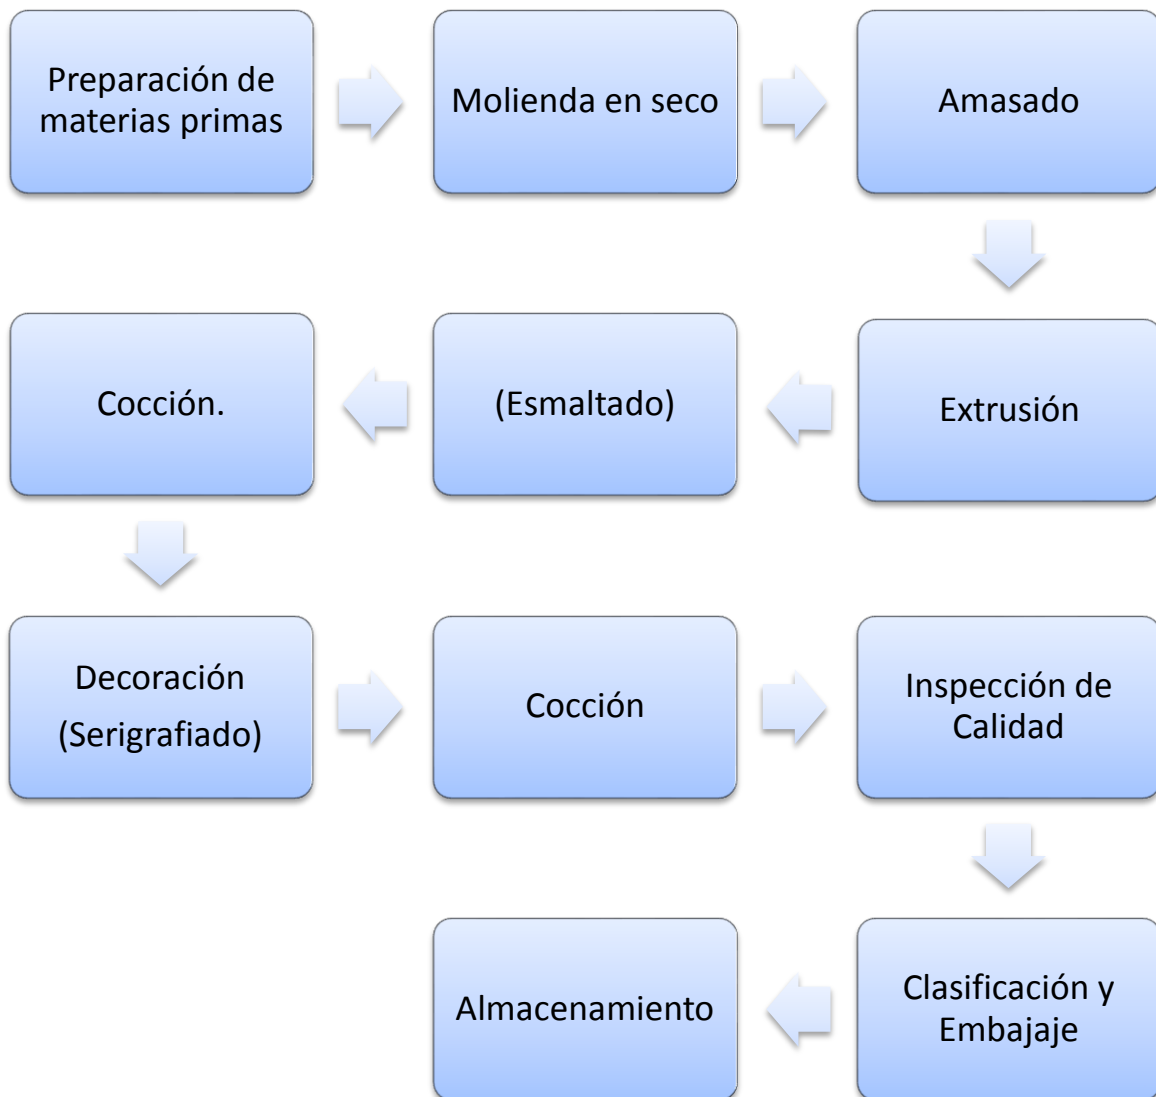 Preparación de
materias primas
Molienda en seco
Amasado
Extrusión
(Esmaltado)
Cocción.
Decoración
(Serigrafiado)
Cocción
Inspección de
Calidad
Clasificación y
Embajaje
Almacenamiento